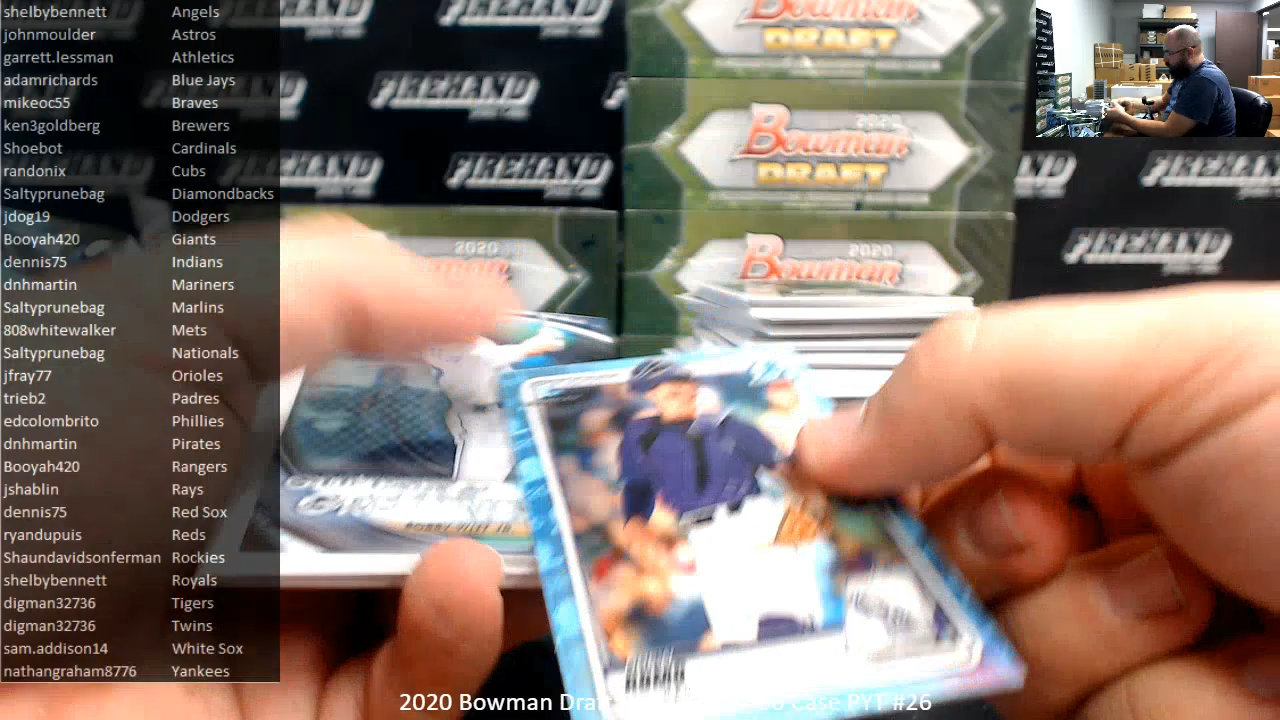 shelbybennett Angels
johnmoulder Astros
garrett.lessman Athletics
adamrichards Blue Jays
mikeoc55 Braves
ken3goldberg Brewers
Shoebot Cardinals
randonix Cubs
Saltyprunebag Diamondbacks
jdog19 Dodgers
Booyah420 Giants
dennis75 Indians
dnhmartin Mariners
Saltyprunebag Marlins
808whitewalker Mets
Saltyprunebag Nationals
jfray77 Orioles
trieb2 Padres
edcolombrito Phillies
dnhmartin Pirates
Booyah420 Rangers
jshablin Rays
dennis75 Red Sox
ryandupuis Reds
Shaundavidsonferman Rockies
shelbybennett Royals
digman32736 Tigers
digman32736 Twins
sam.addison14 White Sox
nathangraham8776 Yankees
Bowman
DRAFT
FIREHAND
2020
Bowman
DRAFT
FIREHAND
FIREHAND
2020
Bowman
2020
FIREHAND
BOBBY WITT JR.
2020 Bowman Case PYT #26